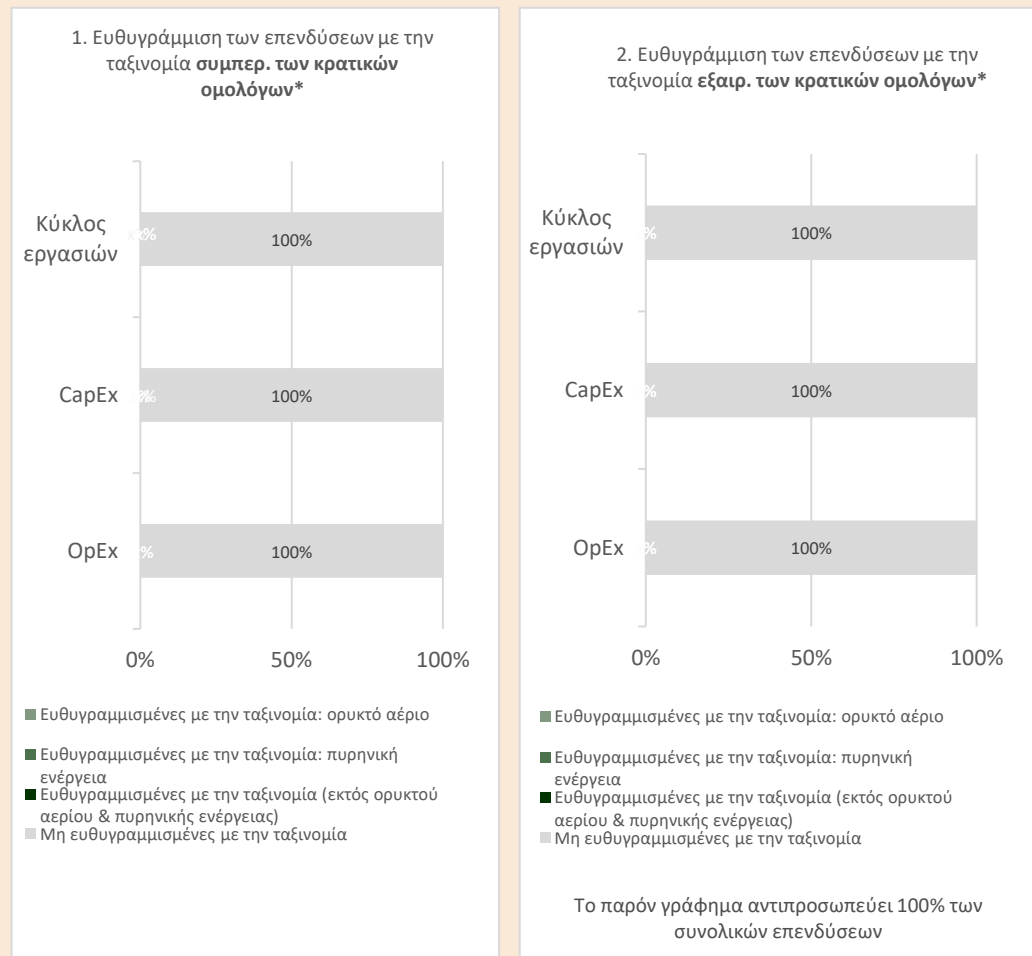 1. Ευθυγράμμιση των επενδύσεων με την
ταξινομία συμπερ. των κρατικών
ομολόγων*
Κύκλος
εργασιών
100%
CapEx
100%
OpEx
100%
0% 50% 100%
Ευθυγραμμισμένες με την ταξινομία: ορυκτό αέριο
Ευθυγραμμισμένες με την ταξινομία: πυρηνική
ενέργεια
Ευθυγραμμισμένες με την ταξινομία (εκτός ορυκτού
αερίου & πυρηνικής ενέργειας)
Μη ευθυγραμμισμένες με την ταξινομία
2. Ευθυγράμμιση των επενδύσεων με την
ταξινομία εξαιρ. των κρατικών ομολόγων*
Κύκλος
εργασιών
100%
CapEx
100%
OpEx
100%
0% 50% 100%
Ευθυγραμμισμένες με την ταξινομία: ορυκτό αέριο
Ευθυγραμμισμένες με την ταξινομία: πυρηνική
ενέργεια
Ευθυγραμμισμένες με την ταξινομία (εκτός ορυκτού
αερίου & πυρηνικής ενέργειας)
Μη ευθυγραμμισμένες με την ταξινομία
Το παρόν γράφημα αντιπροσωπεύει 100% των
συνολικών επενδύσεων